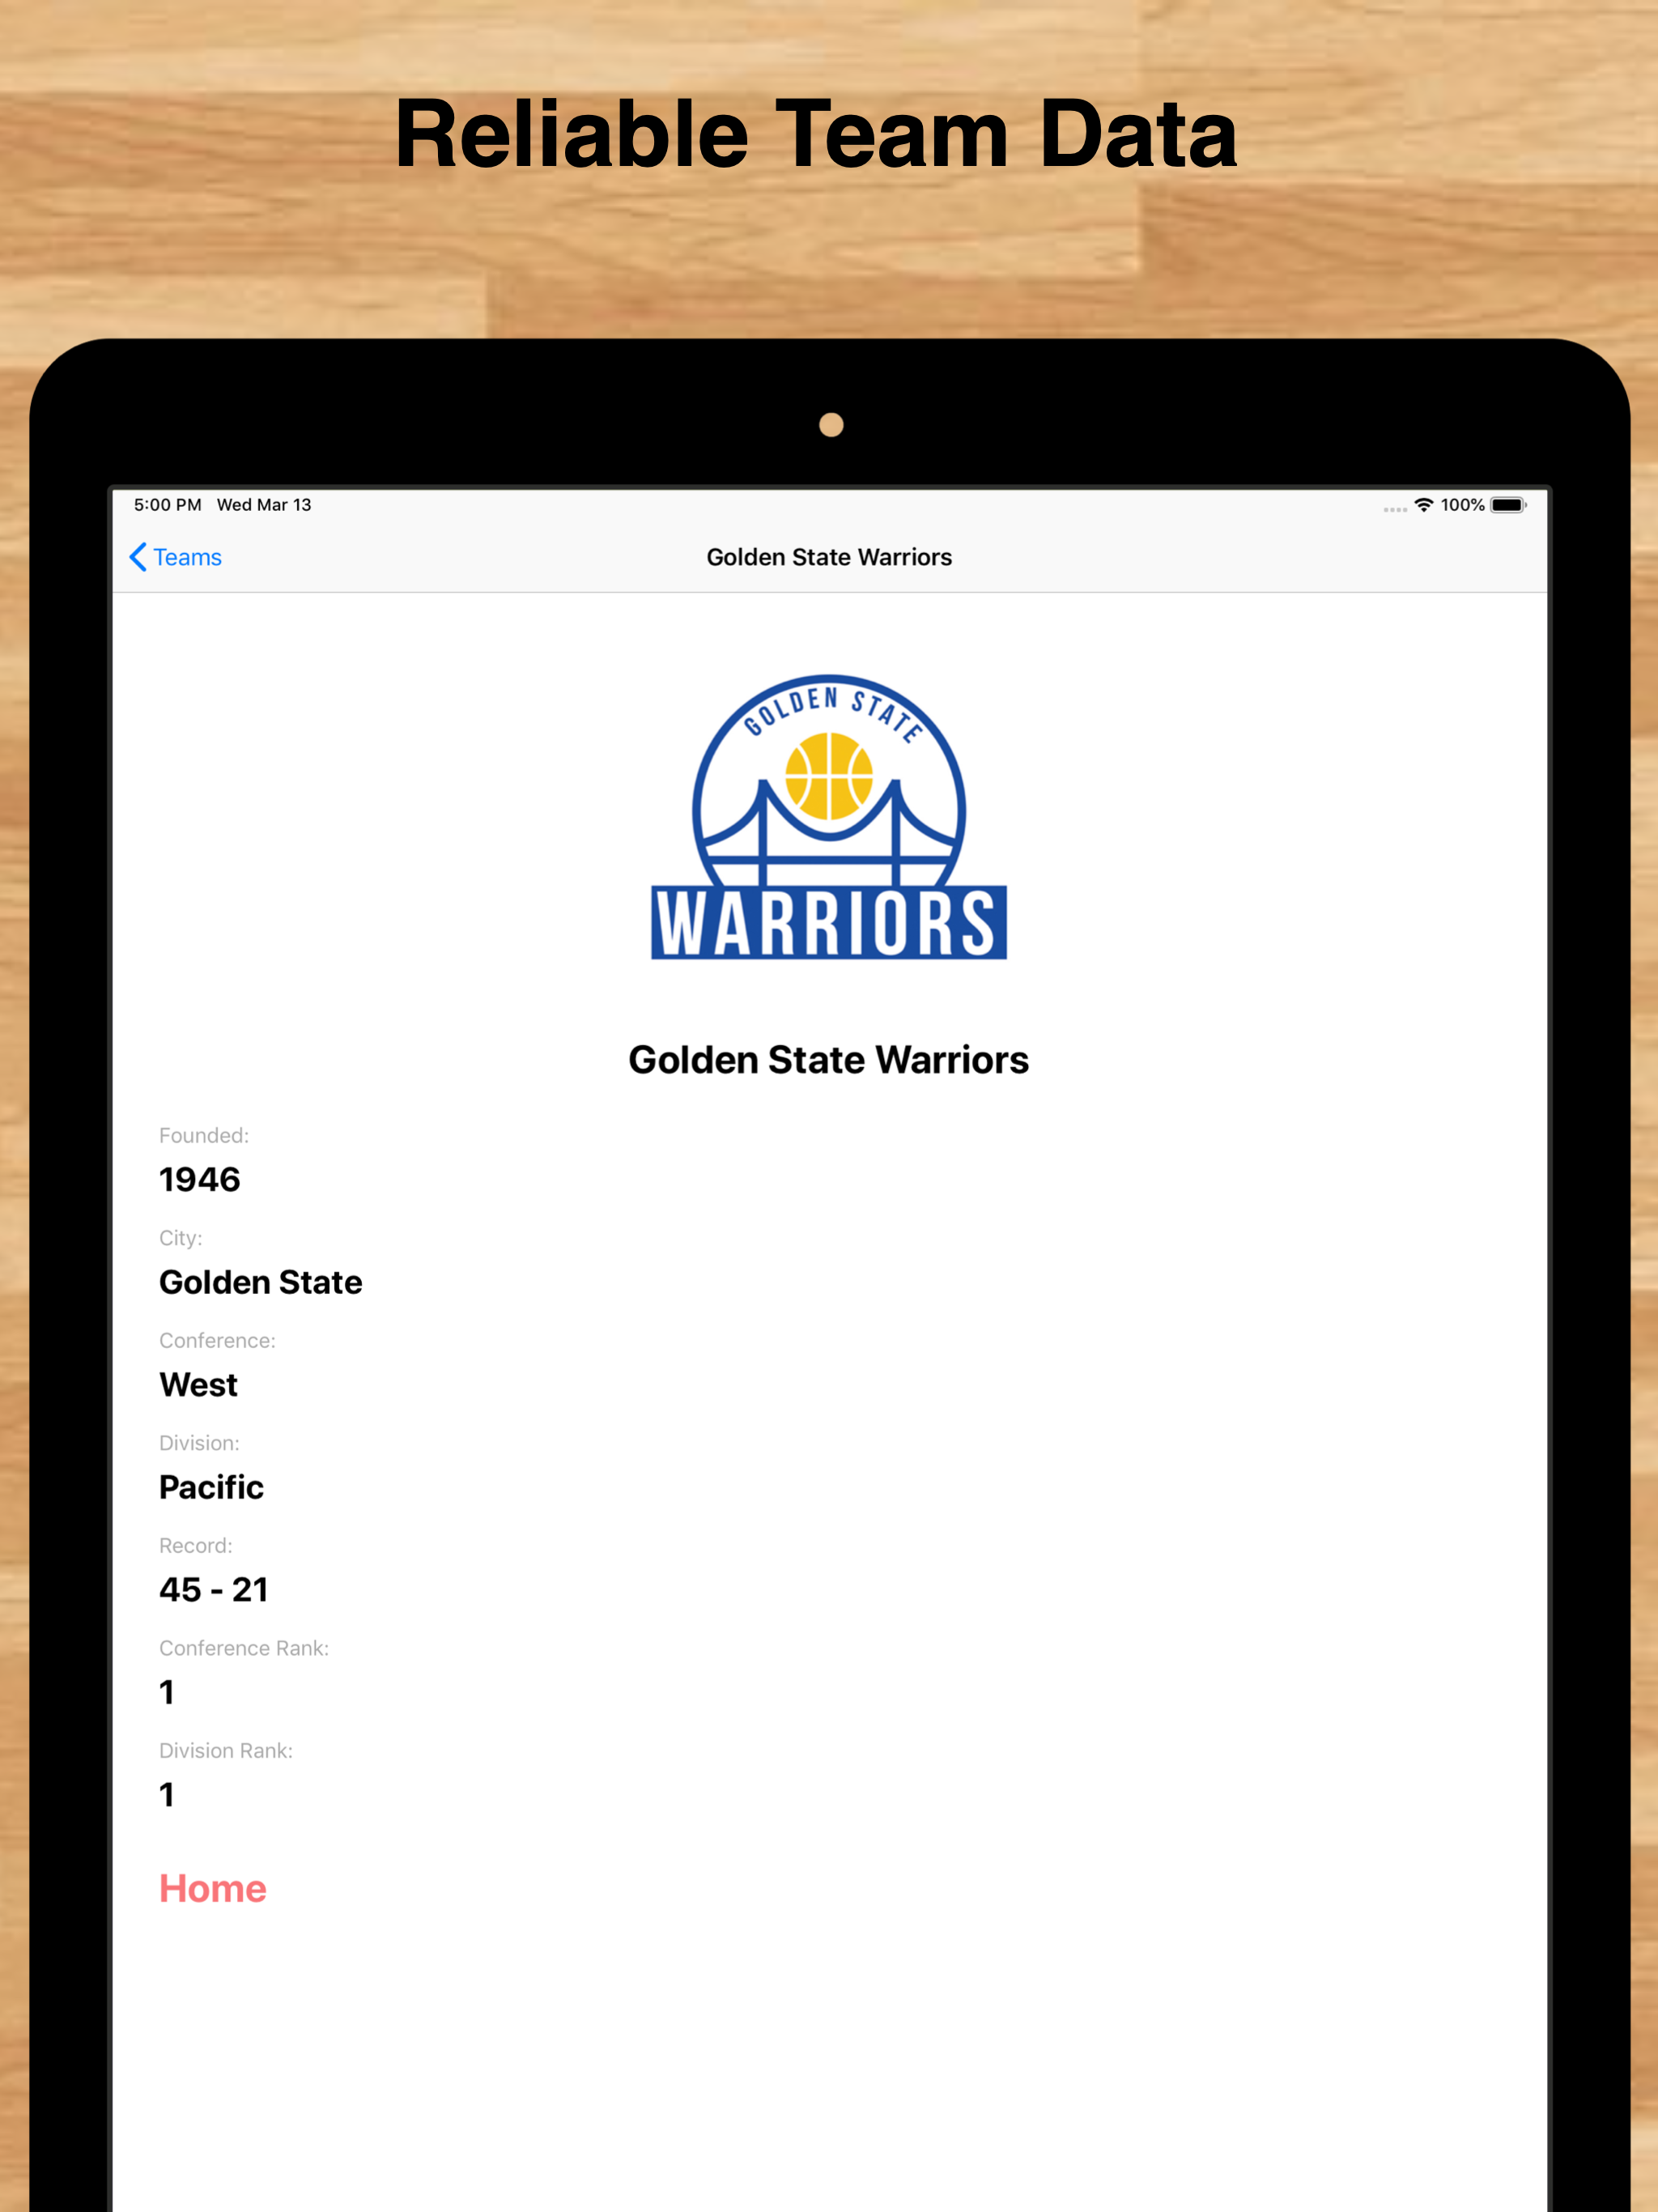 Reliable Team Data
5:00 PM Wed Mar 13
100%
Teams
Golden State Warriors
GOLDEN STATE
WARRIORS
Golden State Warriors
Founded:
1946
City:
Golden State
Conference:
West
Division:
Pacific
Record:
45 - 21
Conference Rank:
1
Division Rank:
1
Home